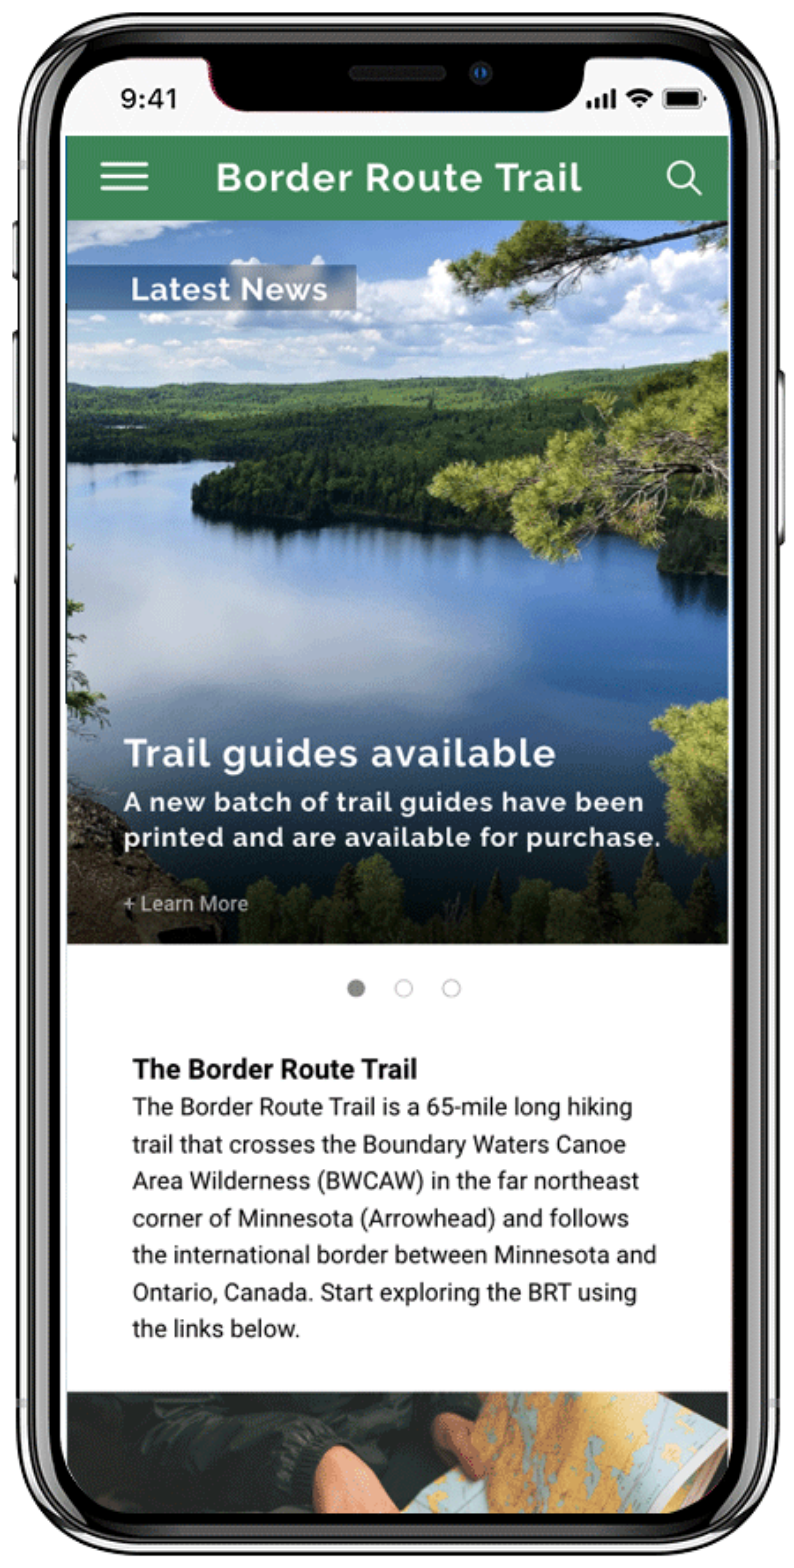 9:41
Border Route Trail
Latest News
Trail guides available
A new batch of trail guides have been
printed and are available for purchase.
+ Learn More
The Border Route Trail
The Border Route Trail is a 65-mile long hiking
trail that crosses the Boundary Waters Canoe
Area Wilderness (BWCAW) in the far northeast
corner of Minnesota (Arrowhead) and follows
the international border between Minnesota and
Ontario, Canada. Start exploring the BRT using
the links below.